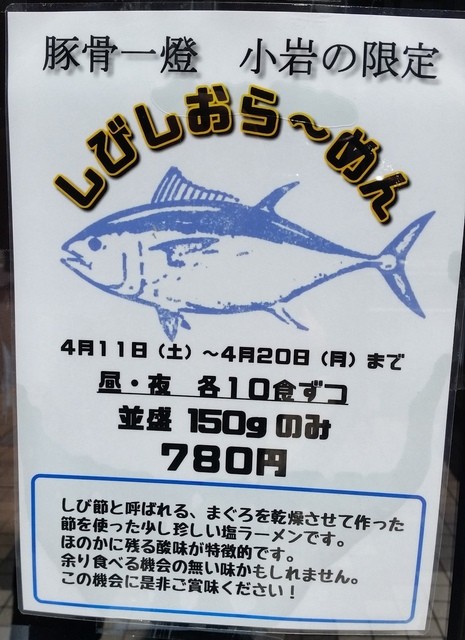 豚骨一燈 小岩の限定
しびしおら～めん
4月11日（土）～4月20日（月）まで
昼・夜 各10食ずつ
並盛 150g のみ
780円
しび節と呼ばれる、まぐろを乾燥させて作った
節を使った少し珍しい塩ラーメンです。
ほのかに残る酸味が特徴的です。
余り食べる機会の無い味かもしれません。
この機会に是非ご賞味ください！